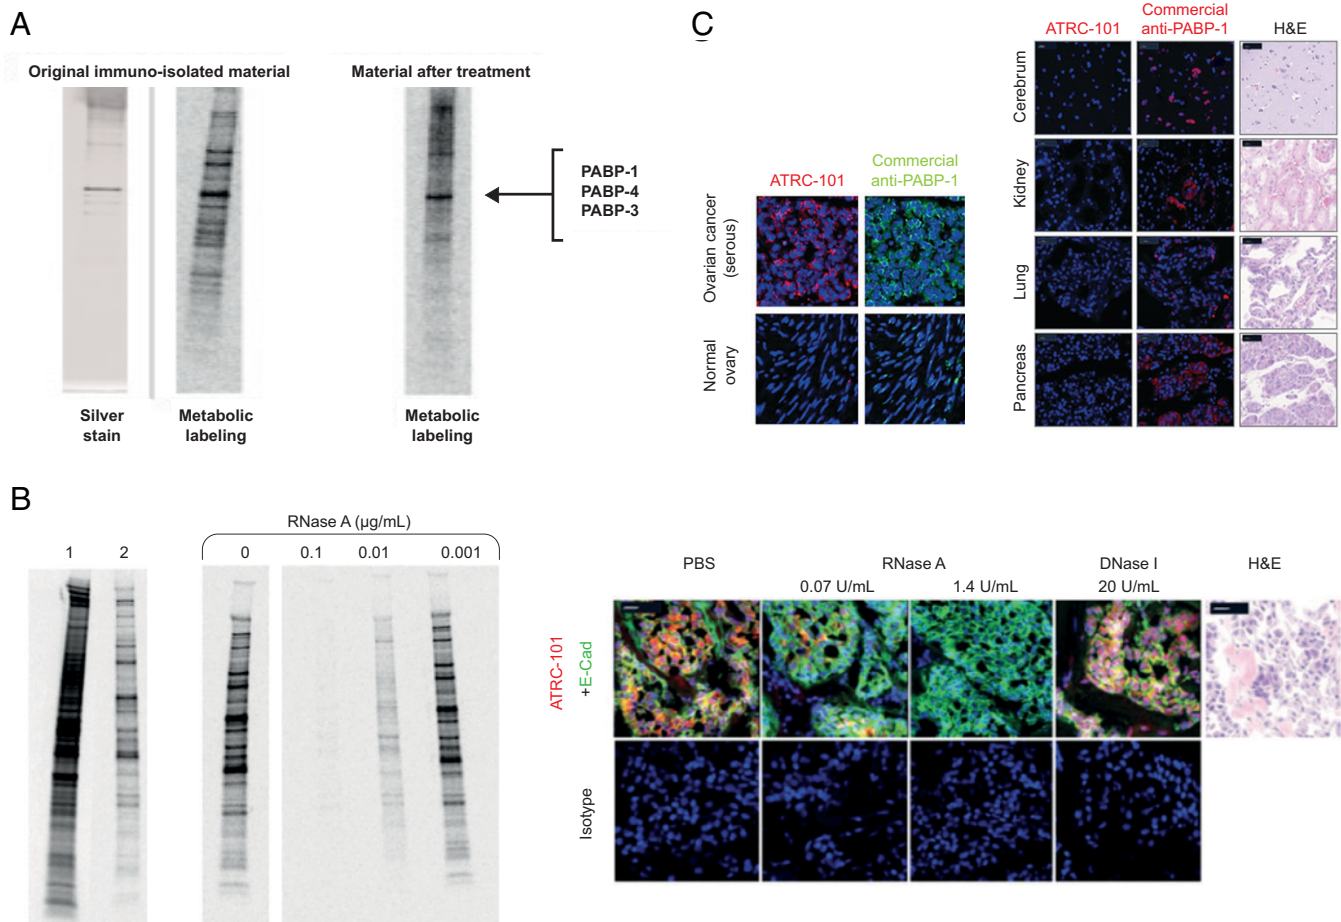 A
Original immuno-isolated material
Material after treatment
PABP-1
PABP-4
PABP-3
Silver
stain
Metabolic
labeling
Metabolic
labeling
C
ATRC-101
Commercial
anti-PABP-1
Ovarian cancer
(serous)
Normal
ovary
ATRC-101
Commercial
anti-PABP-1
H&E
Cerebrum
Kidney
Lung
Pancreas
B
RNase A (µg/mL)
1
2
0
0.1
0.01
0.001
PBS
RNase A
DNase I
H&E
0.07 U/mL
1.4 U/mL
20 U/mL
ATRC-101
+E-Cad
Isotype